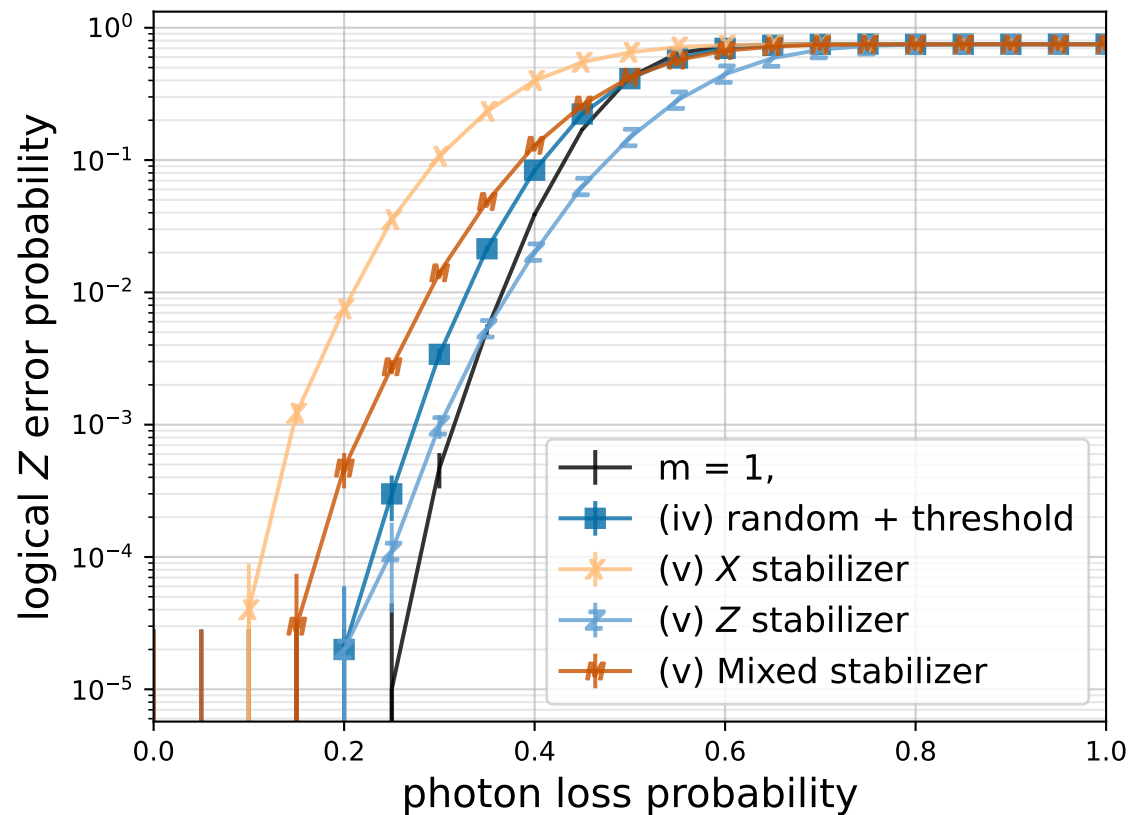 10⁰
10⁻¹
10⁻²
10⁻³
10⁻⁴
10⁻⁵
logical Z error probability
m = 1,
(iv) random + threshold
(v) X stabilizer
(v) Z stabilizer
(v) Mixed stabilizer
0.0 0.2 0.4 0.6 0.8 1.0
photon loss probability